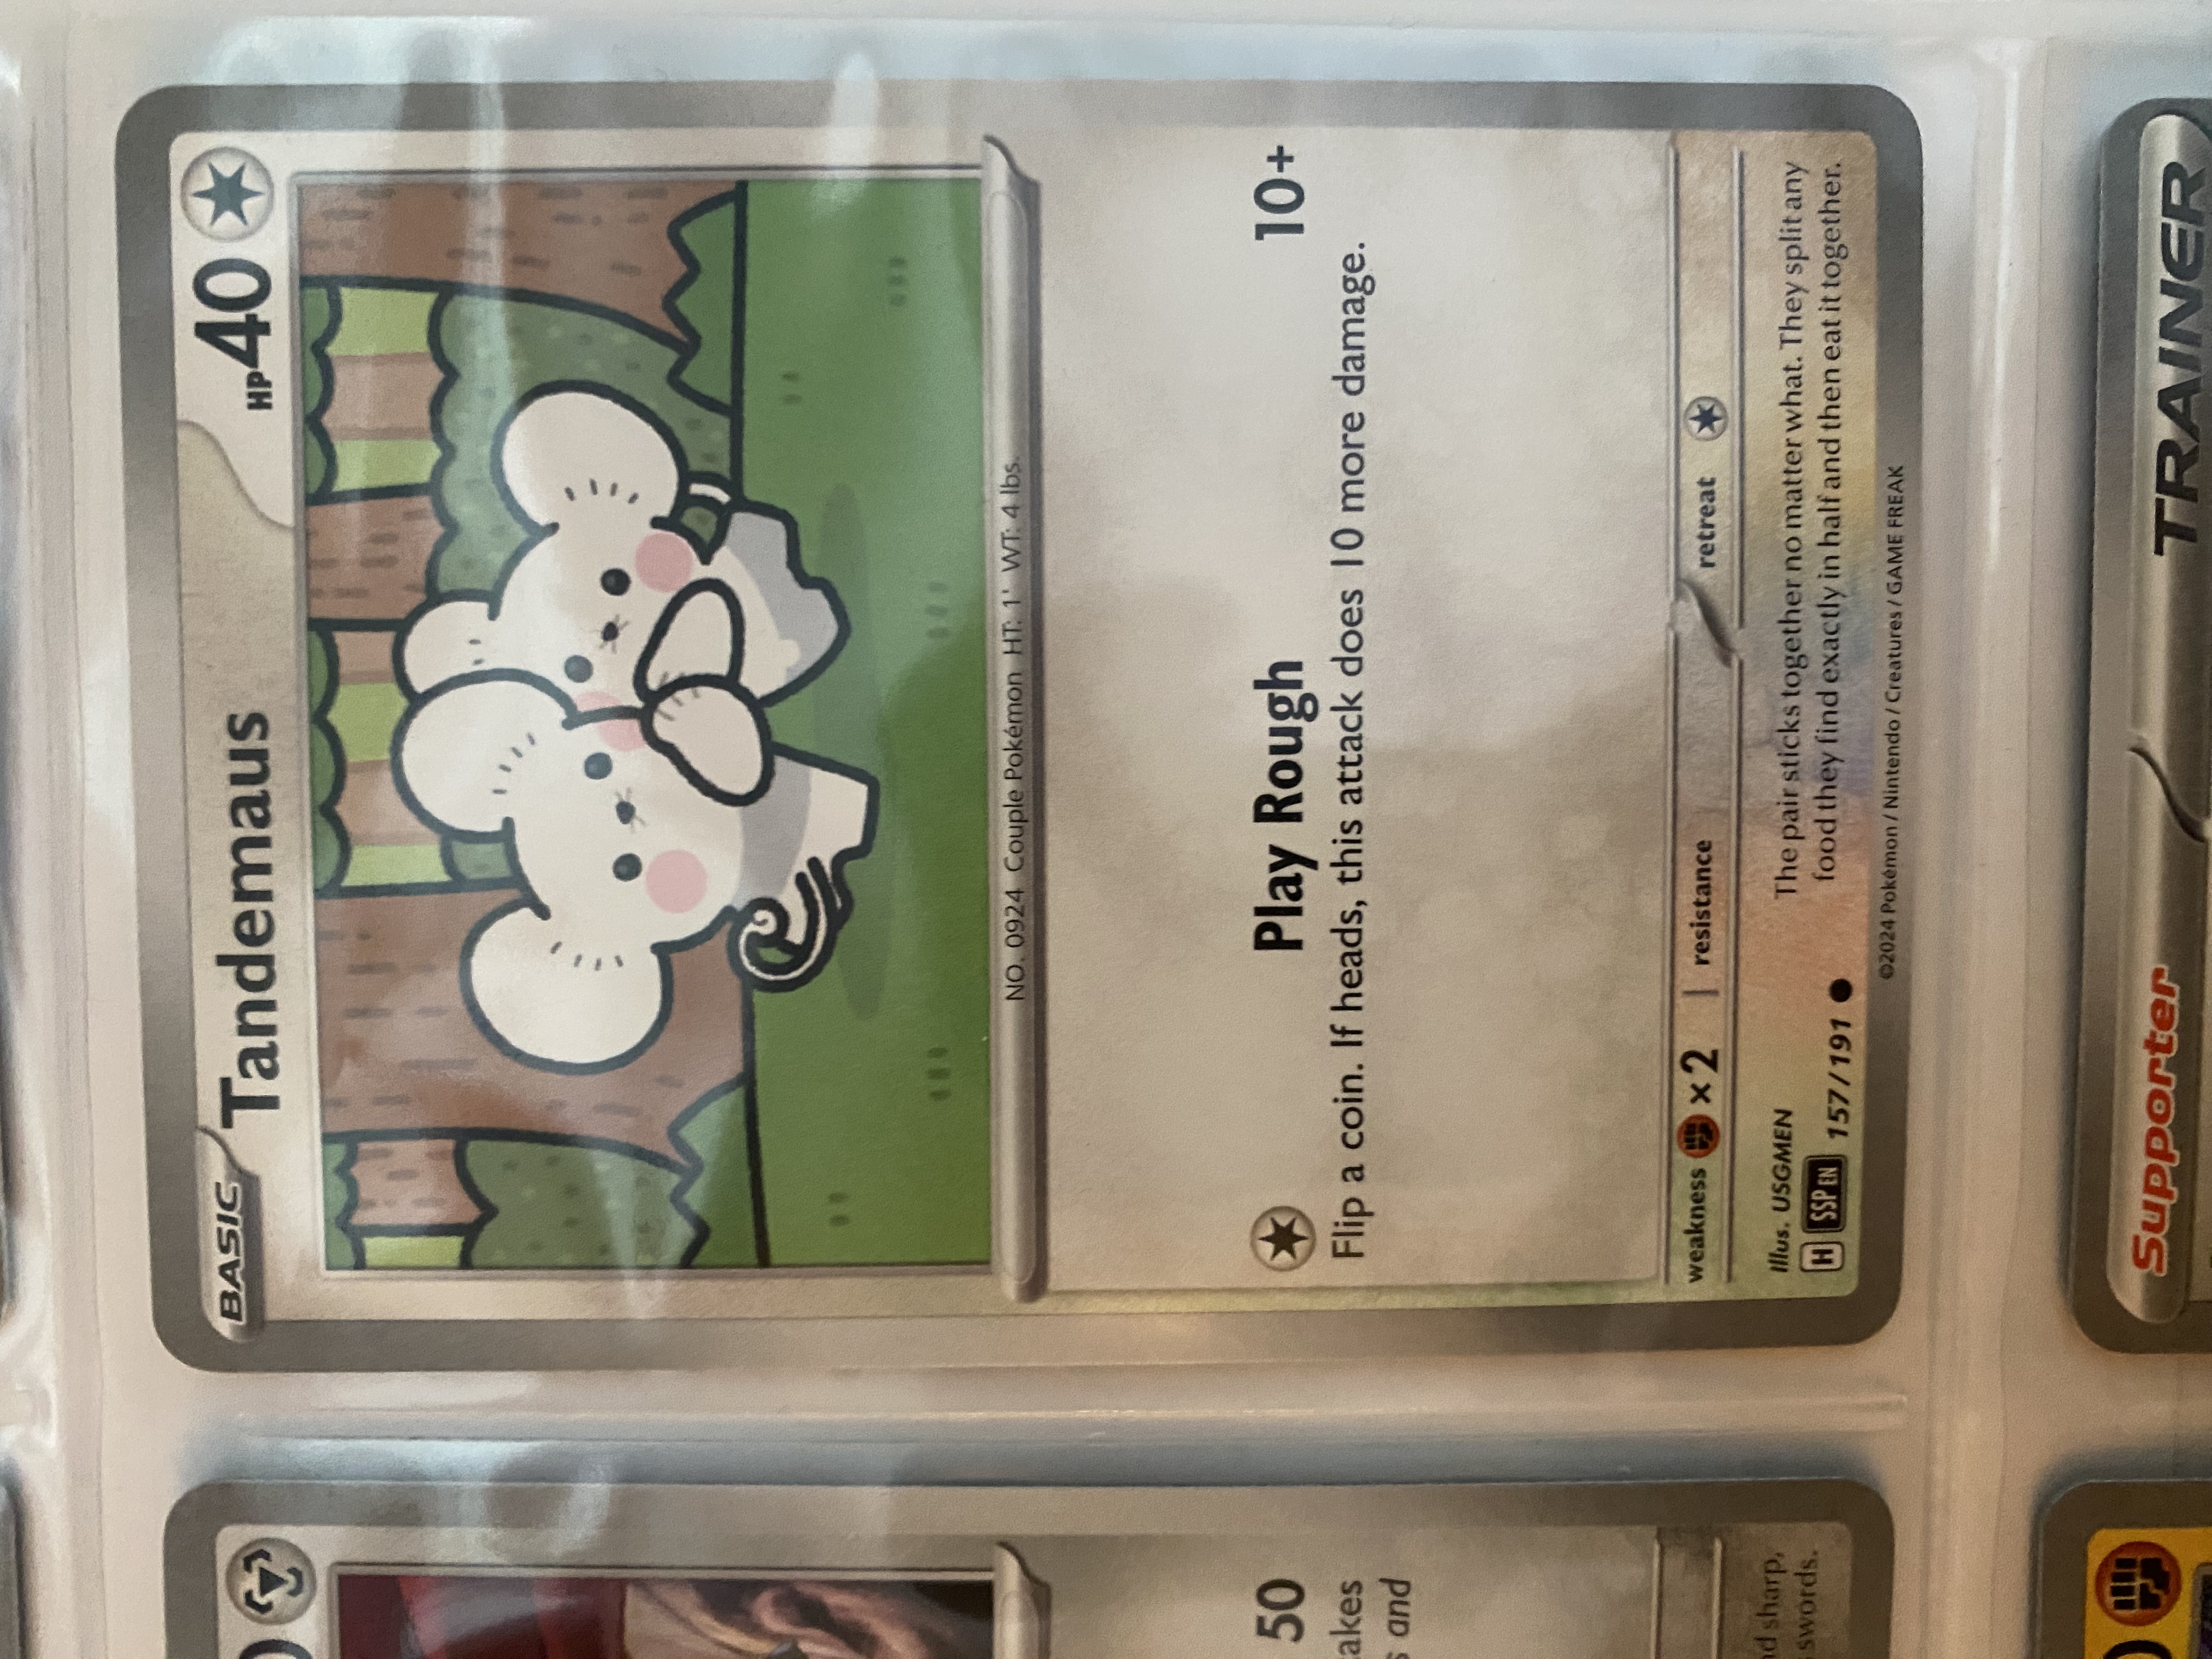 BASIC
Tandemaus
HP 40
NO. 0924 Couple Pokémon HT: 1' WT: 4 lbs.
Play Rough 10+
Flip a coin. If heads, this attack does 10 more damage.
weakness ×2 resistance retreat
Illus. USGMEN
H SSP EN 157/191
The pair sticks together no matter what. They split any
food they find exactly in half and then eat it together.
©2024 Pokémon / Nintendo / Creatures / GAME FREAK
Supporter
TRAINER
50
and
sharp,
swords.